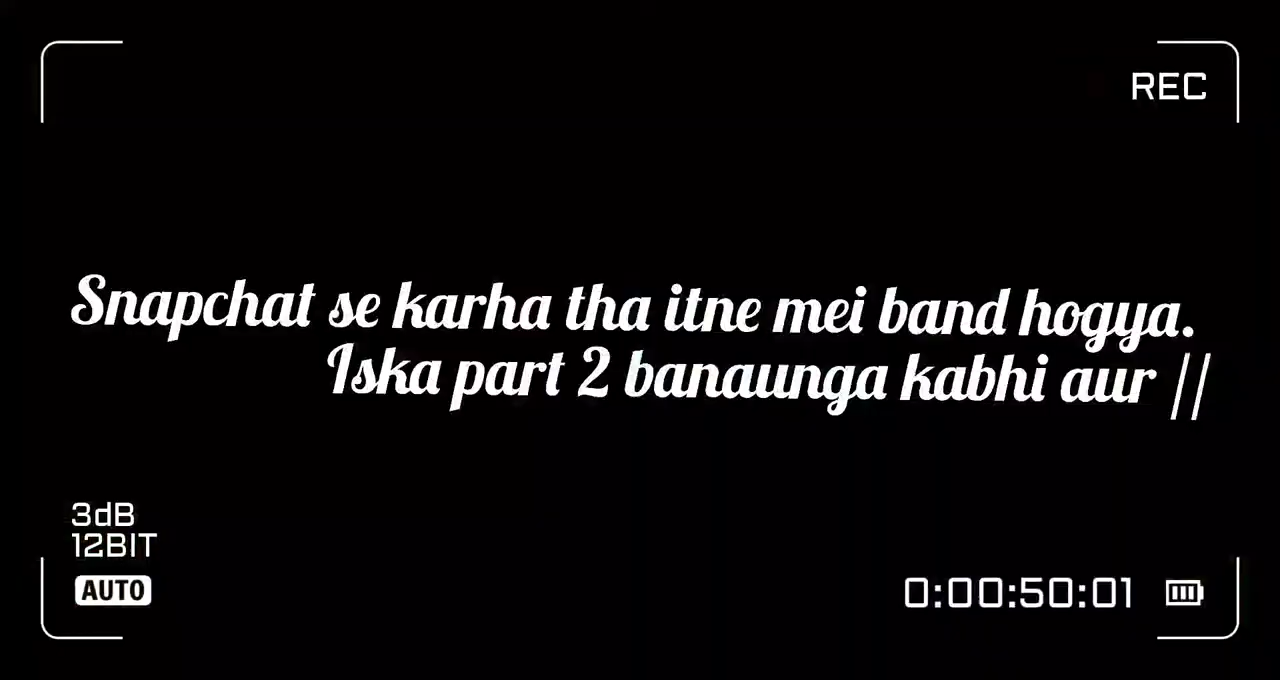 REC
Snapchat se karha tha itne mei band hogya.
Iska part 2 banaunga kabhi aur //
3dB
12BIT
AUTO
0:00:50:01